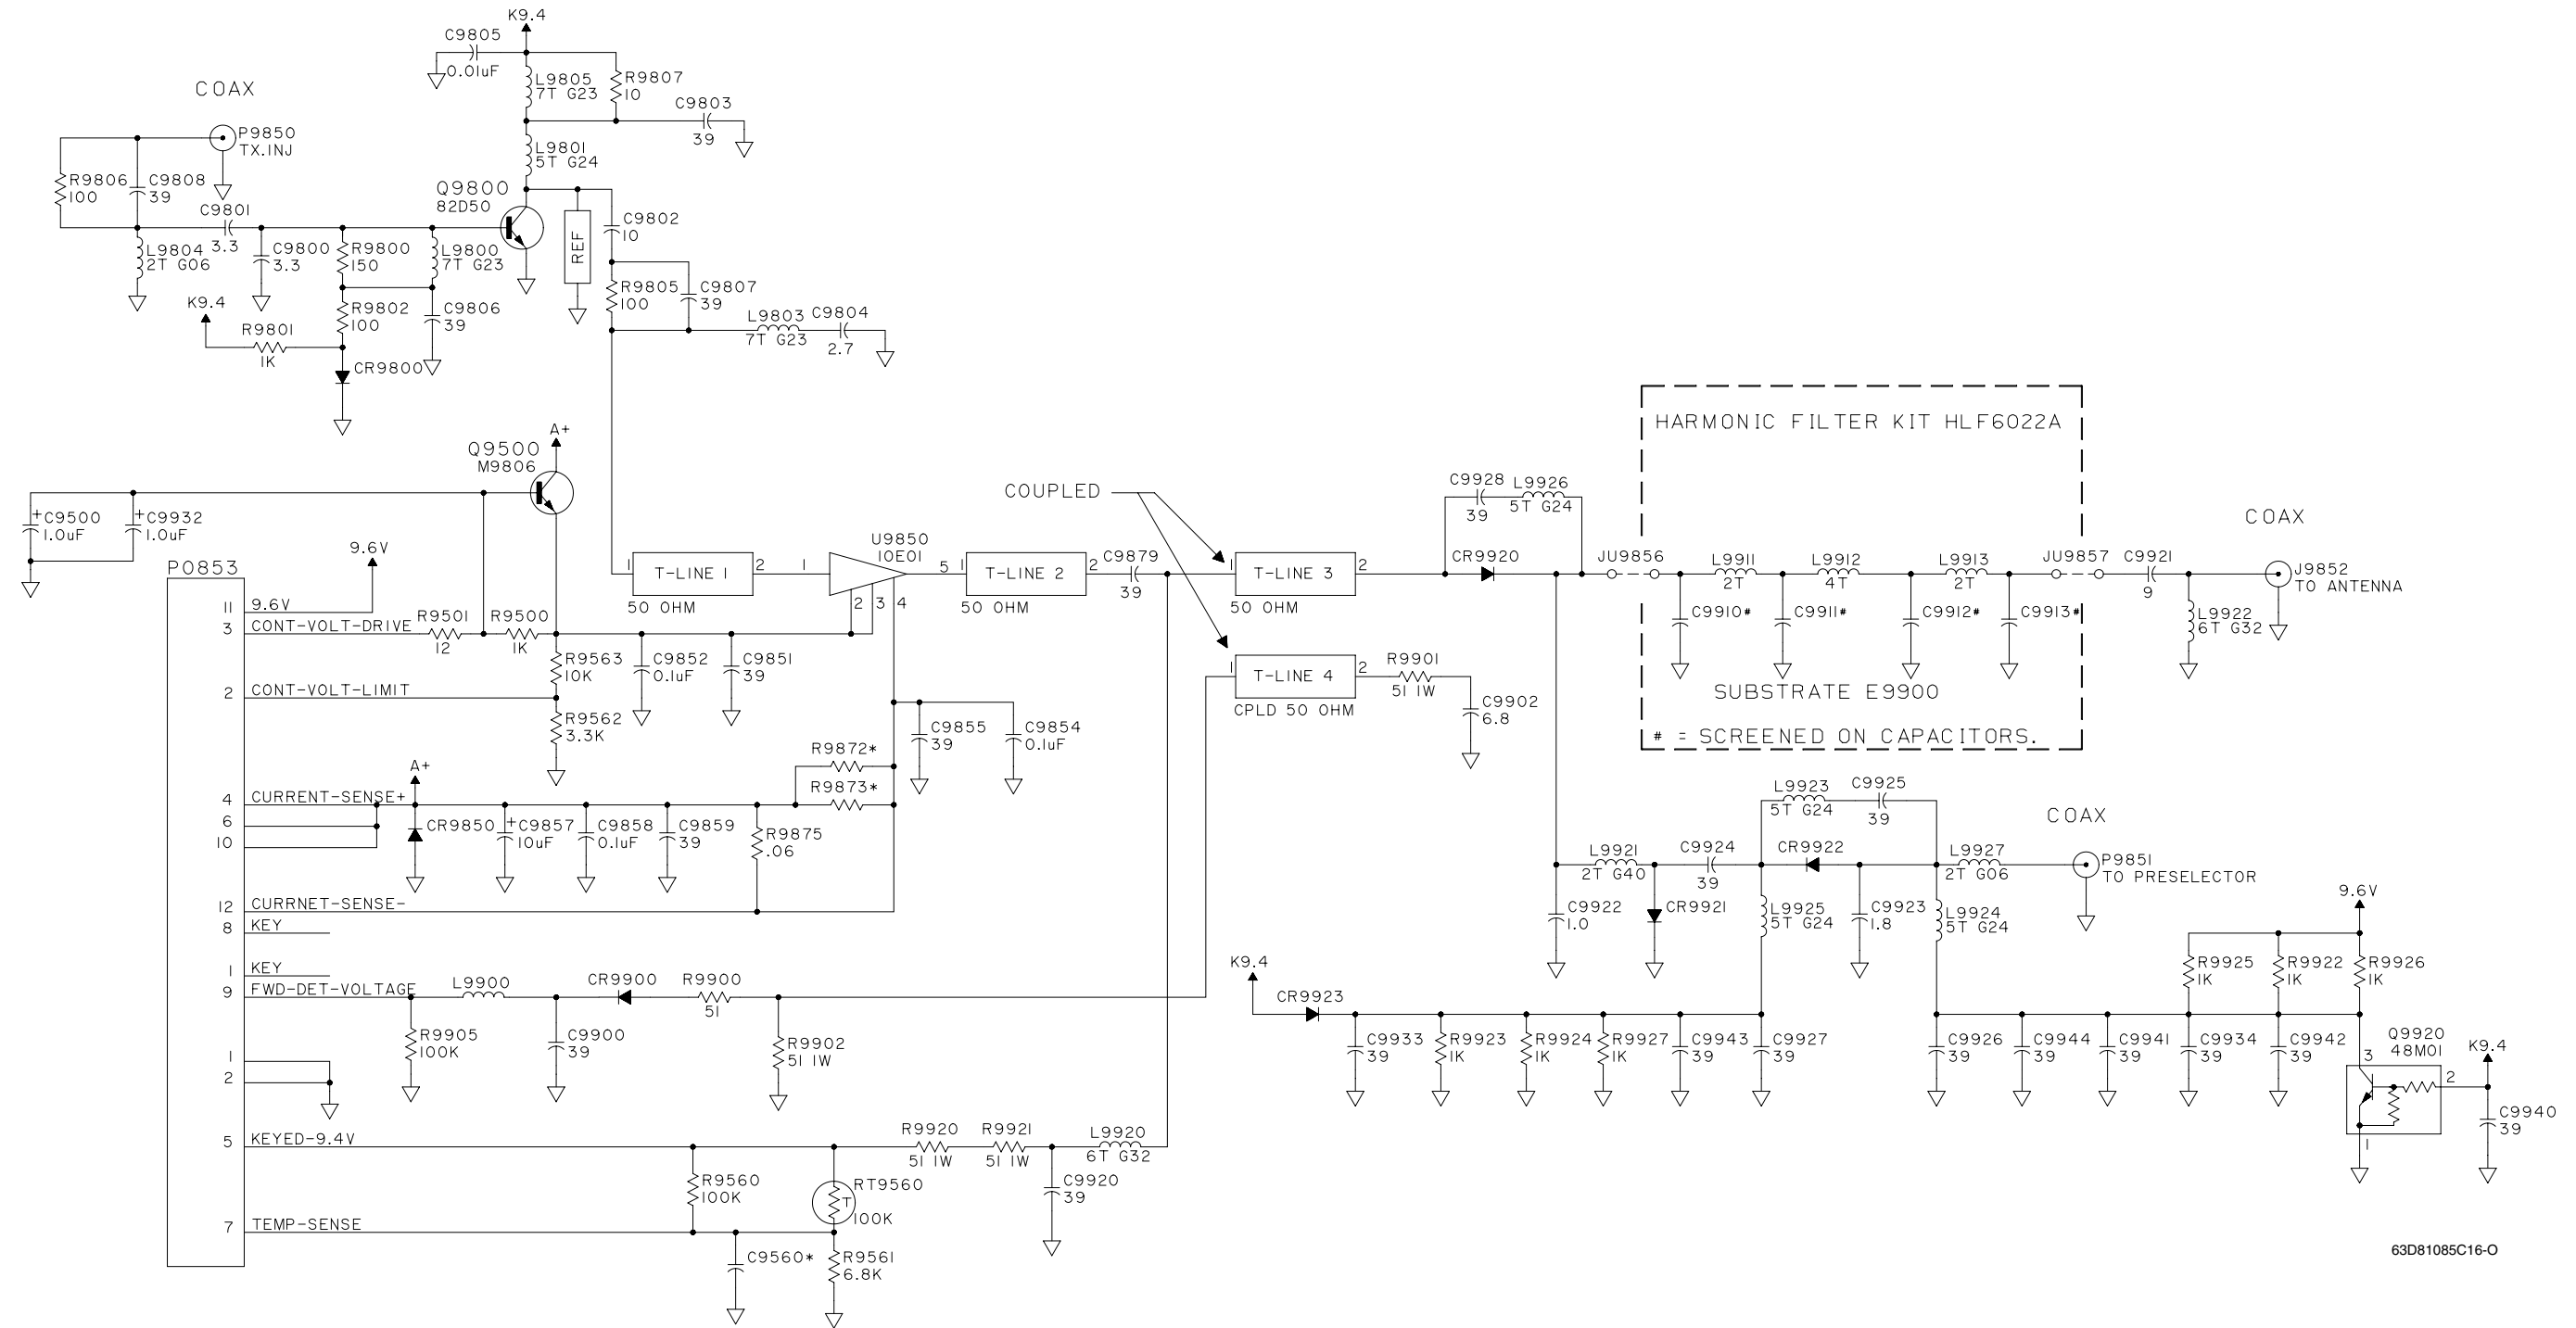 K9.4
C9805
0.01uF
L9805
7T G23
R9807
10
C9803
39
COAX
P9850
TX.INJ
L9801
5T G24
R9806
100
C9808
39
Q9800
82D50
C9801
3.3
C9802
10
REF
L9804
2T G06
C9800
3.3
R9800
150
L9800
7T G23
R9805
100
C9807
39
K9.4
R9802
100
C9806
39
L9803
7T G23
C9804
2.7
R9801
1K
CR9800
A+
Q9500
M9806
HARMONIC FILTER KIT HLF6022A
COUPLED
C9928
39
L9926
5T G24
+
C9500
1.0uF
+
C9932
1.0uF
COAX
9.6V
P0853
U9850
10E01
1
T-LINE 1
2
50 OHM
1
2
3
4
5
1
T-LINE 2
2
50 OHM
C9879
39
1
T-LINE 3
2
50 OHM
CR9920
JU9856
L9911
2T
L9912
4T
L9913
2T
JU9857
C9921
9
J9852
TO ANTENNA
C9910#
C9911#
C9912#
C9913#
L9922
6T G32
11
9.6V
3
CONT-VOLT-DRIVE
R9501
12
R9500
1K
R9563
10K
C9852
0.1uF
C9851
39
1
T-LINE 4
2
CPLD 50 OHM
R9901
51 1W
C9902
6.8
SUBSTRATE E9900
# = SCREENED ON CAPACITORS.
2
CONT-VOLT-LIMIT
R9562
3.3K
C9855
39
C9854
0.1uF
R9872*
R9873*
A+
4
CURRENT-SENSE+
6
10
CR9850
+
C9857
10uF
C9858
0.1uF
C9859
39
R9875
.06
L9923
5T G24
C9925
39
COAX
L9921
2T G40
C9924
39
CR9922
L9927
2T G06
P9851
TO PRESELECTOR
12
CURRNET-SENSE-
8
KEY
C9922
1.0
CR9921
L9925
5T G24
C9923
1.8
L9924
5T G24
9.6V
1
KEY
9
FWD-DET-VOLTAGE
L9900
CR9900
R9900
51
K9.4
CR9923
R9925
1K
R9922
1K
R9926
1K
R9905
100K
C9900
39
R9902
51 1W
C9933
39
R9923
1K
R9924
1K
R9927
1K
C9943
39
C9927
39
C9926
39
C9944
39
C9941
39
C9934
39
C9942
39
Q9920
48M01
3
2
1
K9.4
C9940
39
1
2
5
KEYED-9.4V
R9920
51 1W
R9921
51 1W
L9920
6T G32
R9560
100K
RT9560
T
100K
C9920
39
7
TEMP-SENSE
C9560*
R9561
6.8K
63D81085C16-O